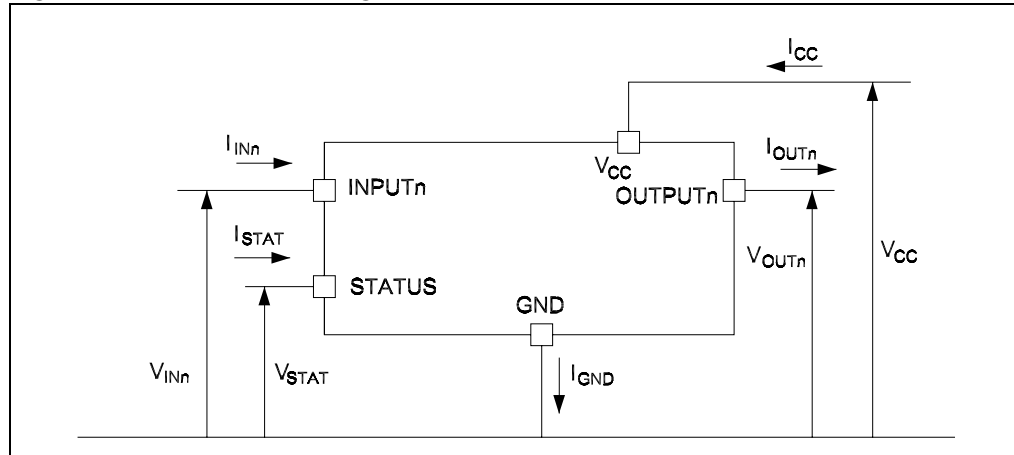 ICC
IINn
VCC
IOUTn
INPUTn
OUTPUTn
ISTAT
VOUTn
VCC
STATUS
GND
VINn
VSTAT
IGND